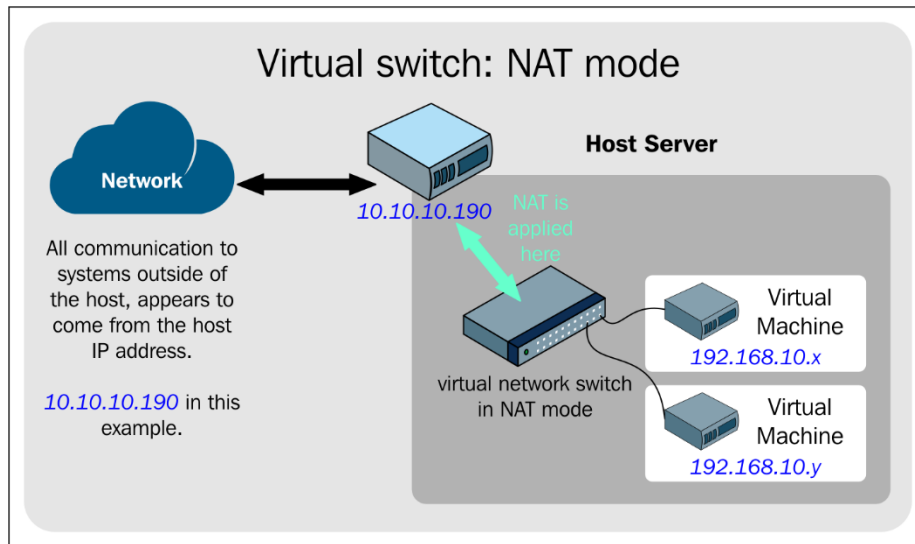 Virtual switch: NAT mode
Host Server
Network
10.10.10.190
NAT is
applied
here
All communication to
systems outside of
the host, appears to
come from the host
IP address.
10.10.10.190 in this
example.
virtual network switch
in NAT mode
Virtual
Machine
192.168.10.x
Virtual
Machine
192.168.10.y